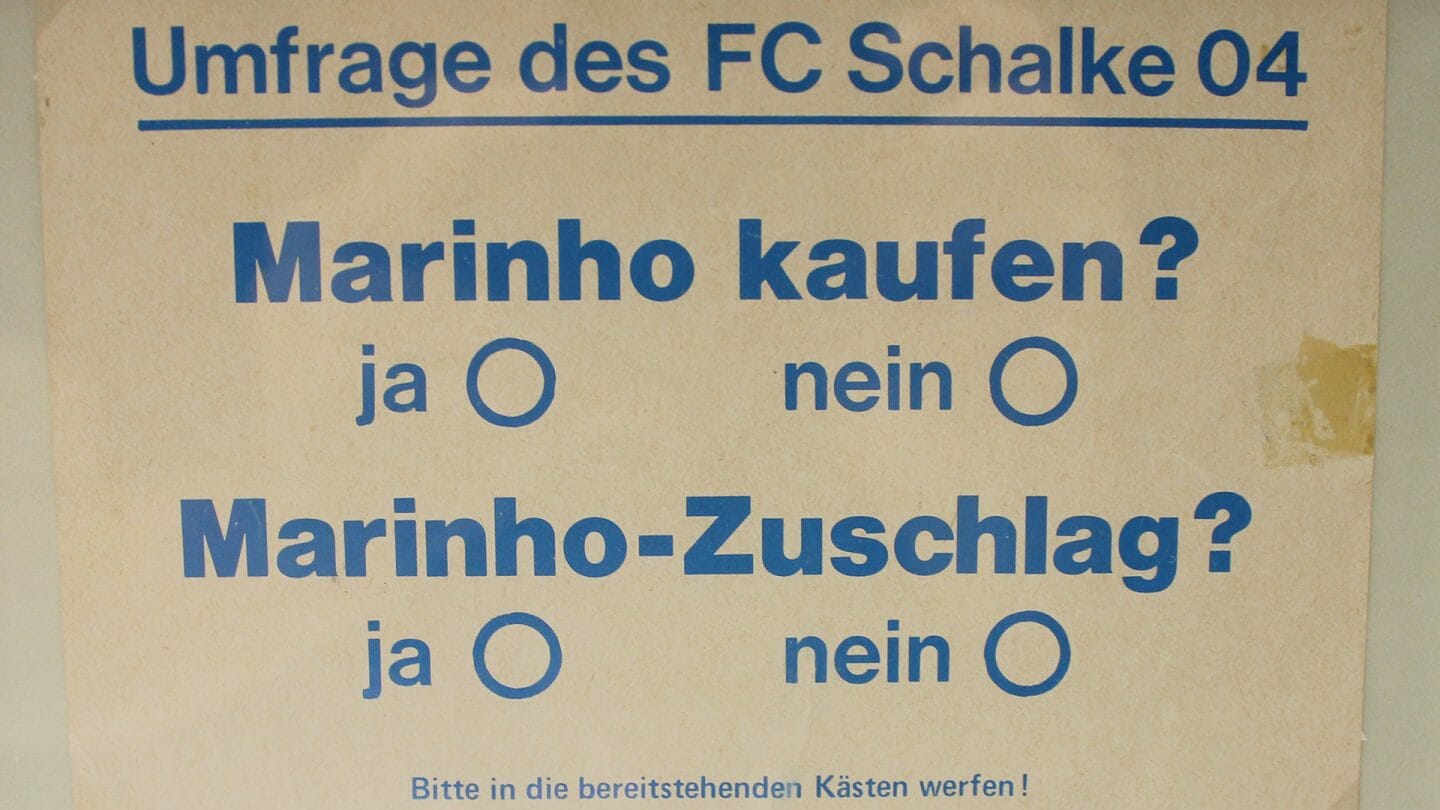 Umfrage des FC Schalke 04
Marinho kaufen?
ja nein
Marinho-Zuschlag?
ja nein
Bitte in die bereitstehenden Kästen werfen!